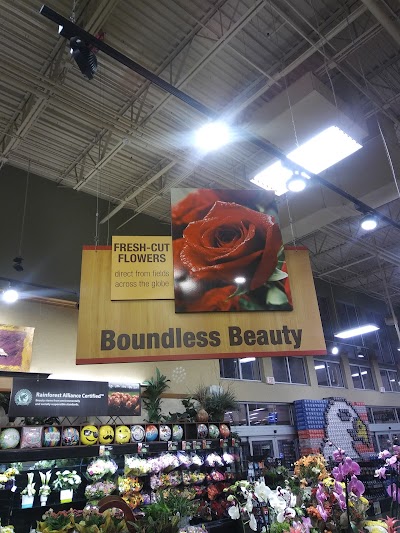 FRESH-CUT
FLOWERS
direct from fields
across the globe
Boundless Beauty
Rainforest Alliance Certified™